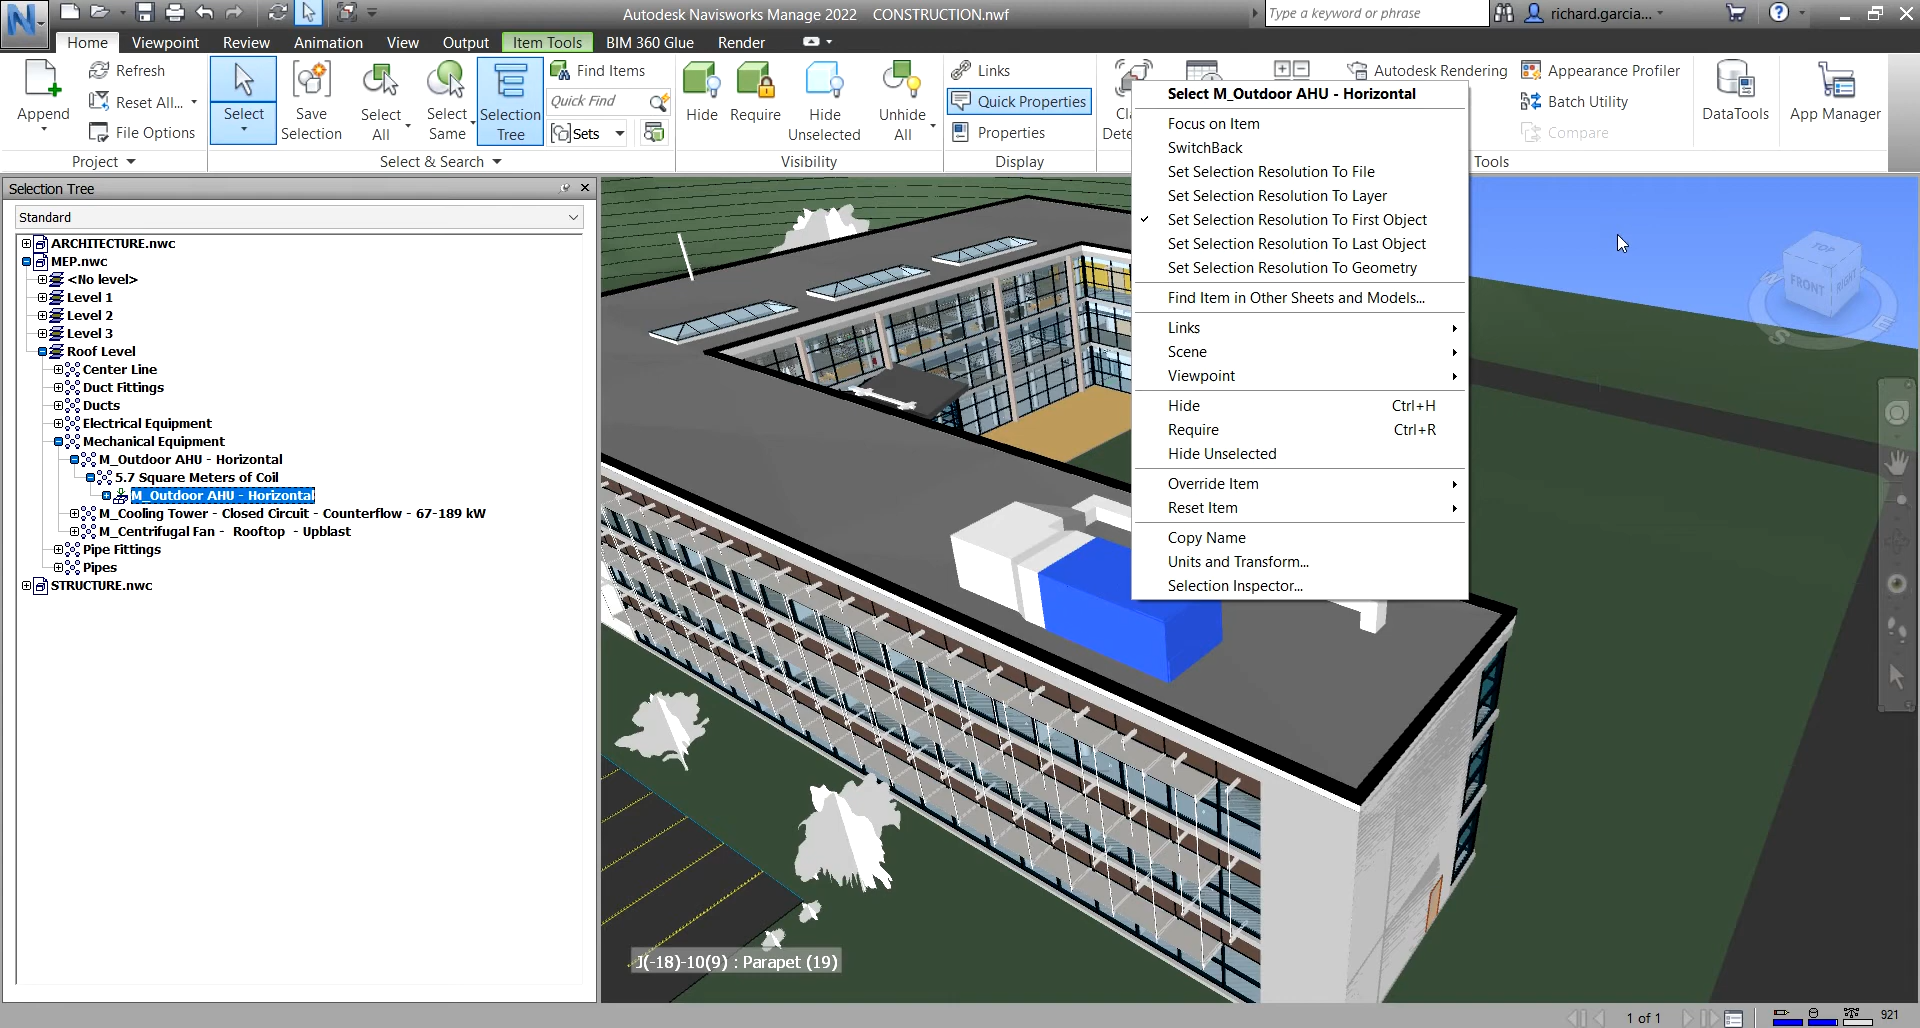 Autodesk Navisworks Manage 2022 CONSTRUCTION.nwf
Type a keyword or phrase
richard.garcia...
Home Viewpoint Review Animation View Output Item Tools BIM 360 Glue Render
Append
Refresh
Reset All...
File Options
Project
Select
Save Selection
Select All
Select Same
Selection Tree
Find Items
Quick Find
Sets
Select & Search
Hide
Require
Hide Unselected
Unhide All
Visibility
Links
Quick Properties
Properties
Display
Autodesk Rendering
Appearance Profiler
Batch Utility
Compare
DataTools
App Manager
Tools
Selection Tree
Standard
ARCHITECTURE.nwc
MEP.nwc
<No level>
Level 1
Level 2
Level 3
Roof Level
Center Line
Duct Fittings
Ducts
Electrical Equipment
Mechanical Equipment
M_Outdoor AHU - Horizontal
5.7 Square Meters of Coil
M_Outdoor AHU - Horizontal
M_Cooling Tower - Closed Circuit - Counterflow - 67-189 kW
M_Centrifugal Fan - Rooftop - Upblast
Pipe Fittings
Pipes
STRUCTURE.nwc
Select M_Outdoor AHU - Horizontal
Focus on Item
SwitchBack
Set Selection Resolution To File
Set Selection Resolution To Layer
Set Selection Resolution To First Object
Set Selection Resolution To Last Object
Set Selection Resolution To Geometry
Find Item in Other Sheets and Models...
Links
Scene
Viewpoint
Hide Ctrl+H
Require Ctrl+R
Hide Unselected
Override Item
Reset Item
Copy Name
Units and Transform...
Selection Inspector...
TOP
FRONT
RIGHT
W
S
E
J(-18)-10(9) : Parapet (19)
1 of 1
921